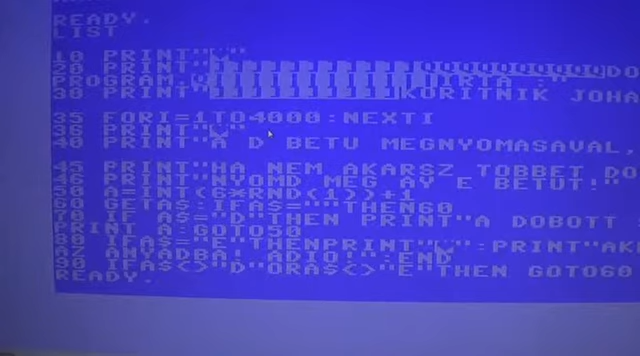 READY.
LIST
10 PRINT"
20 PRINT" DO
PROGRAM. IRTA :"
30 PRINT" KORITNIK JOHA
35 FORI=1TO4000:NEXTI
36 PRINT"
40 PRINT"A D BETU MEGNYOMASAVAL,
45 PRINT"HA NEM AKARSZ TOBBET DO
PRINT"NYOMD MEG AY E BETUT!"
50 A=INT(6*RND(1))+1
60 GETA$:IFA$=""THEN60
70 IF A$="D"THEN PRINT"A DOBOTT
PRINT A:GOTO50
80 IFA$="E"THENPRINT" ":PRINT"AK
ANYADBA! ADIO!":END
90 IFA$<>"D"ORA$<>"E"THEN GOTO60
READY.